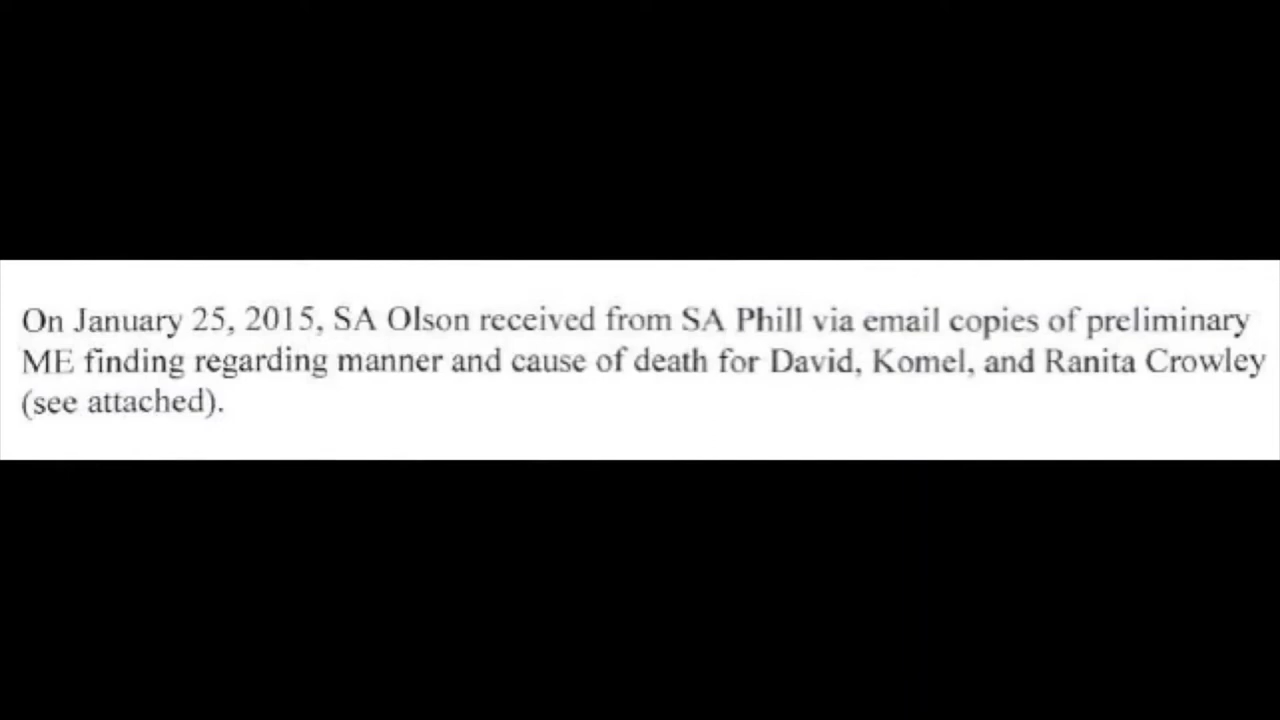 On January 25, 2015, SA Olson received from SA Phill via email copies of preliminary
ME finding regarding manner and cause of death for David, Komel, and Ranita Crowley
(see attached).